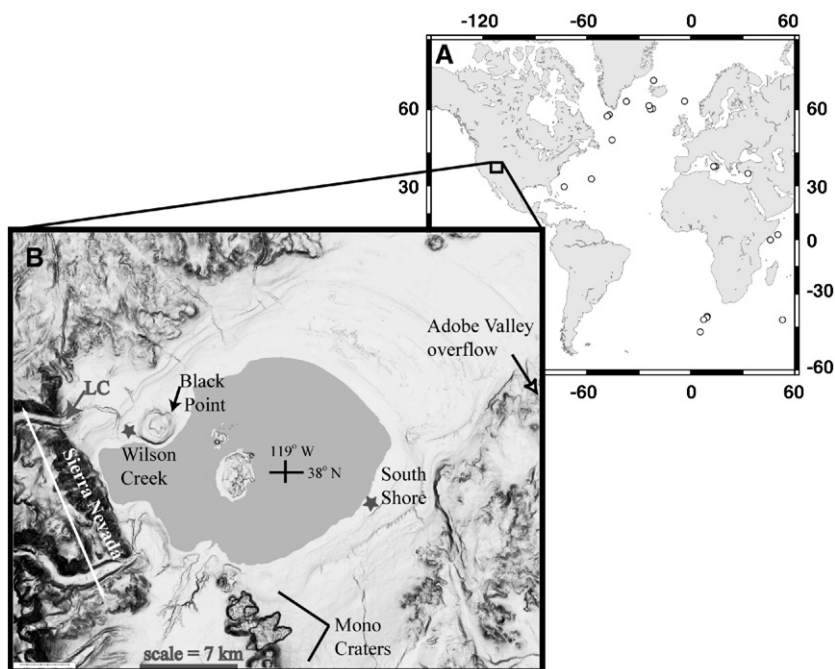 -120
0
60
A
60
30
0
-30
-60
60
30
0
-30
-60
-60
0
60
B
Adobe Valley
overflow
LC
Black
Point
Wilson
Creek
119° W
38° N
South
Shore
Sierra Nevada
Mono
Craters
scale = 7 km